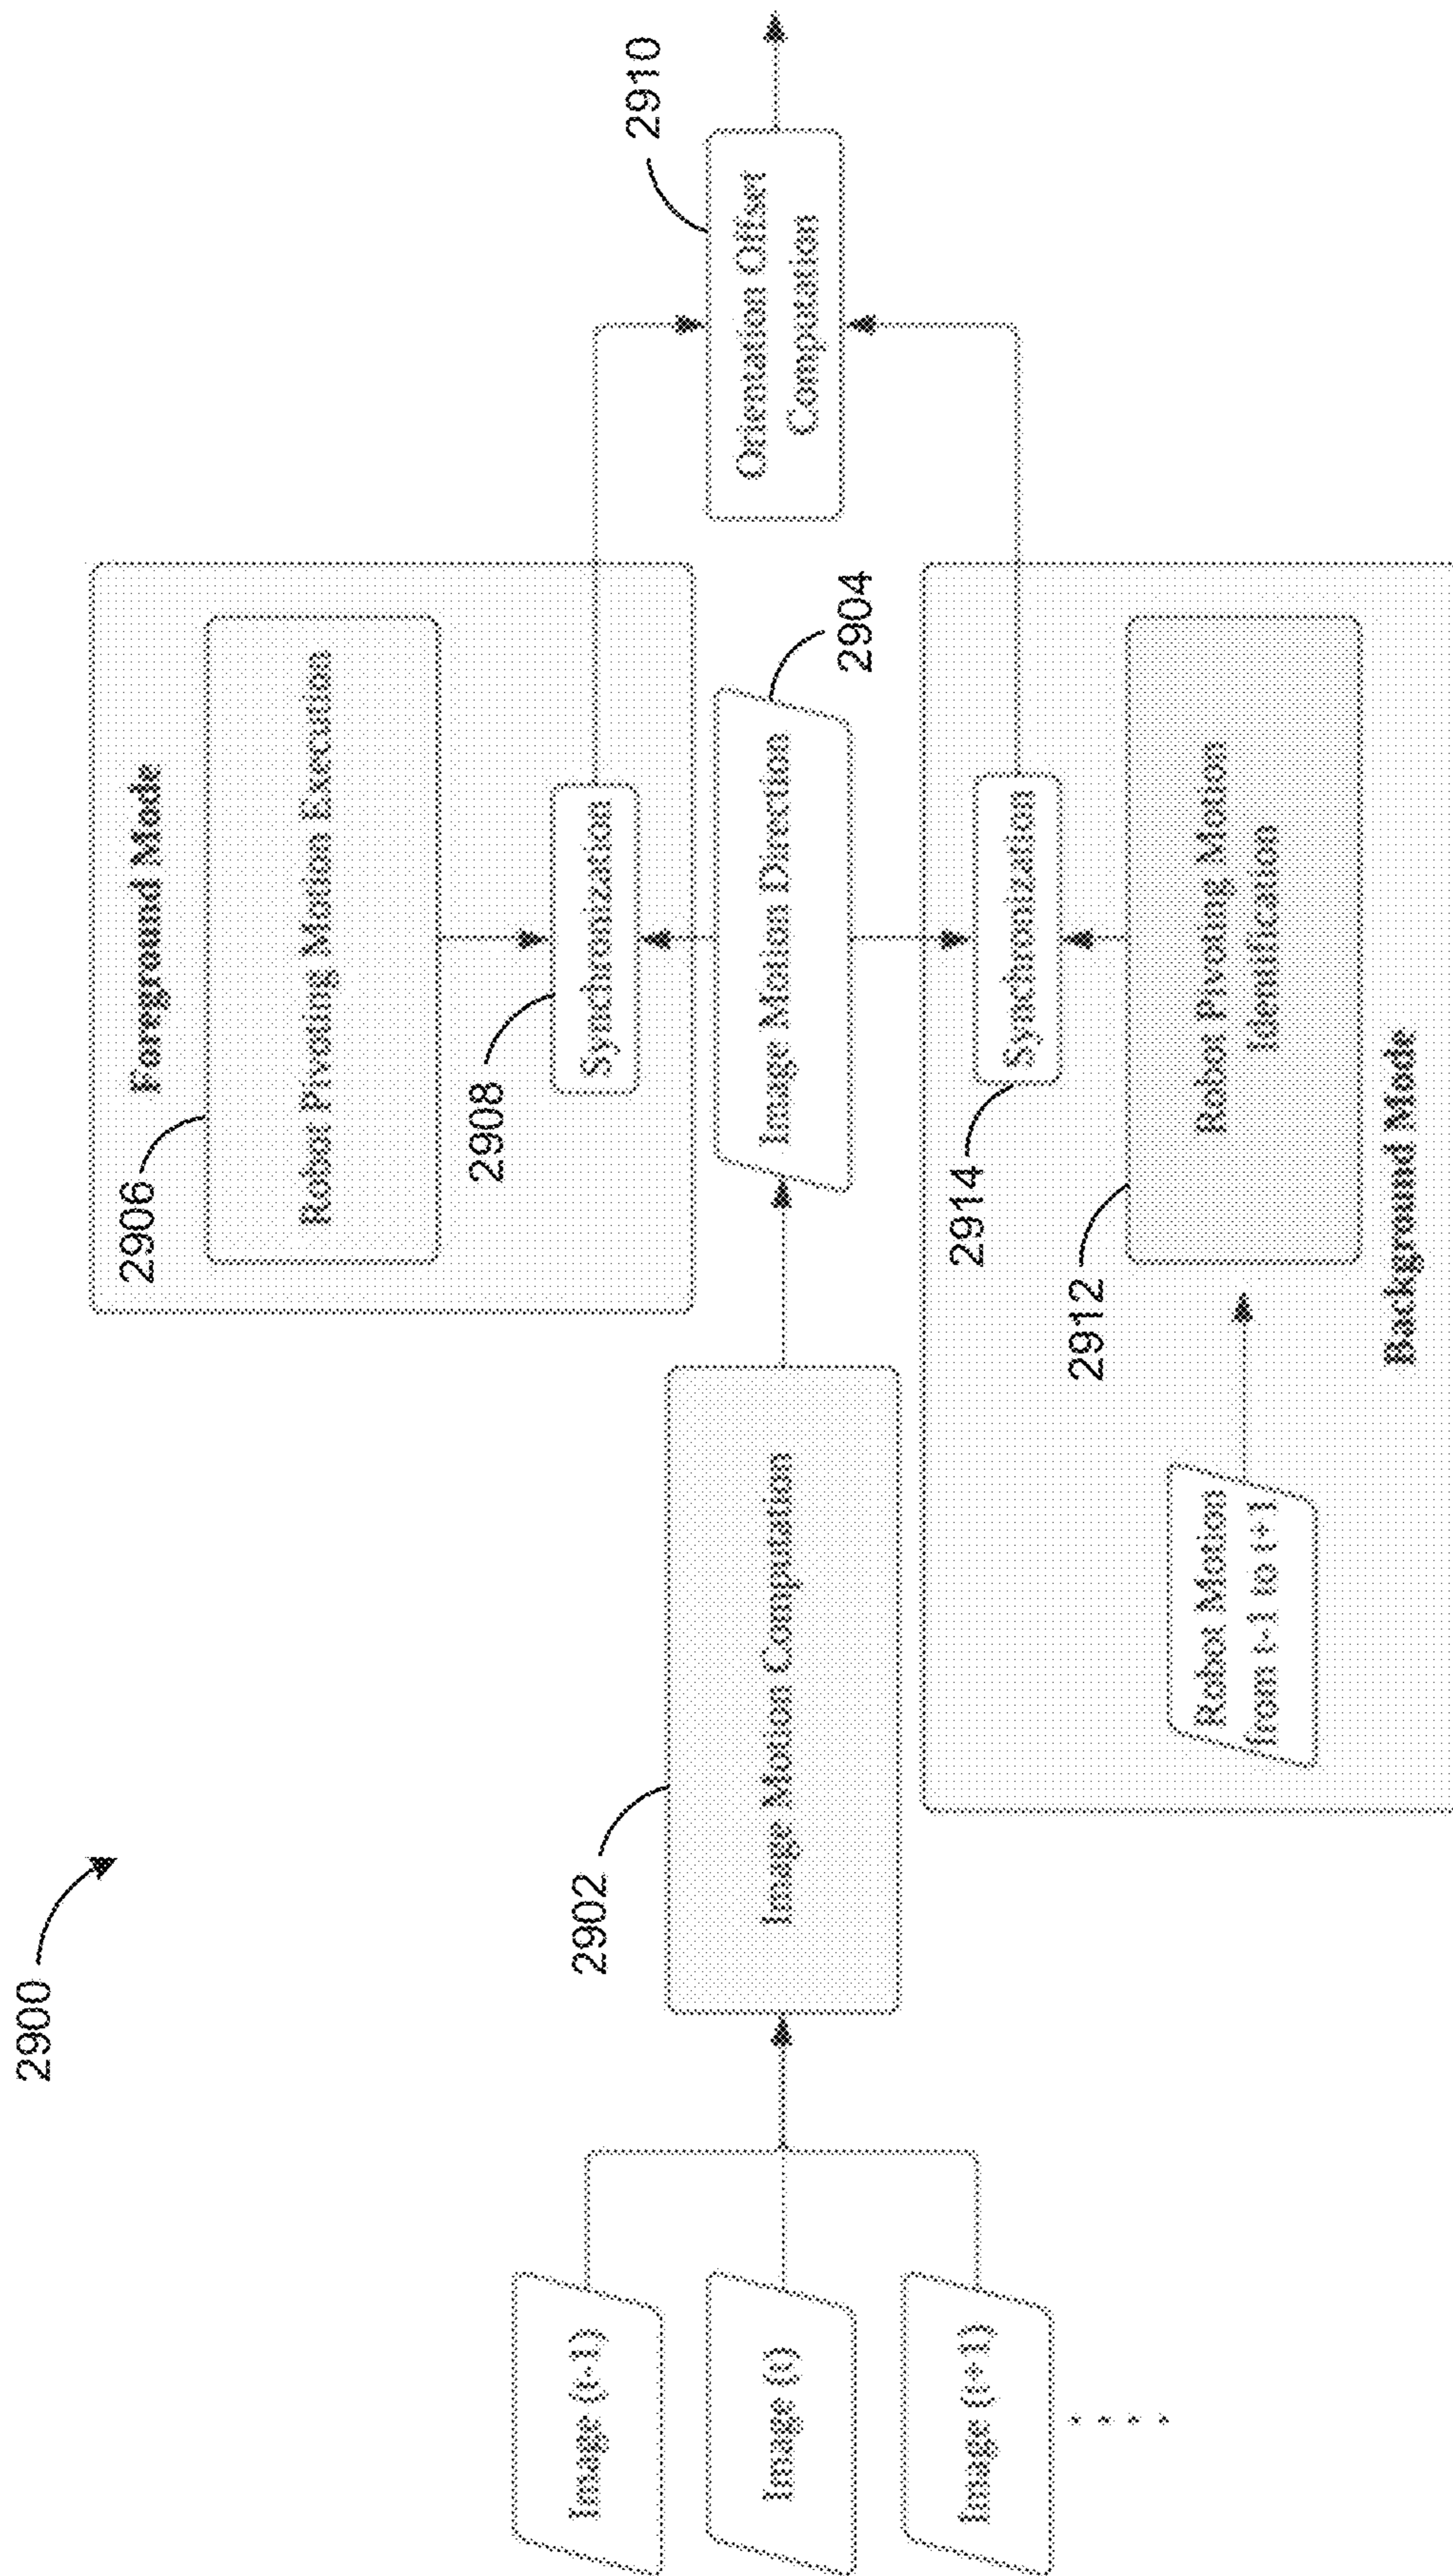 2900
Image (t-1)
Image (t)
Image (t+1)
2902
Image Motion Computation
Foreground Mode
2906
Robot Pivoting Motion Execution
2908
Synchronization
Image Motion Direction
2904
2914
Synchronization
2912
Robot Pivoting Motion
Identification
Robot Motion
from t-1 to t+1
Background Mode
2910
Orientation Offset
Computation